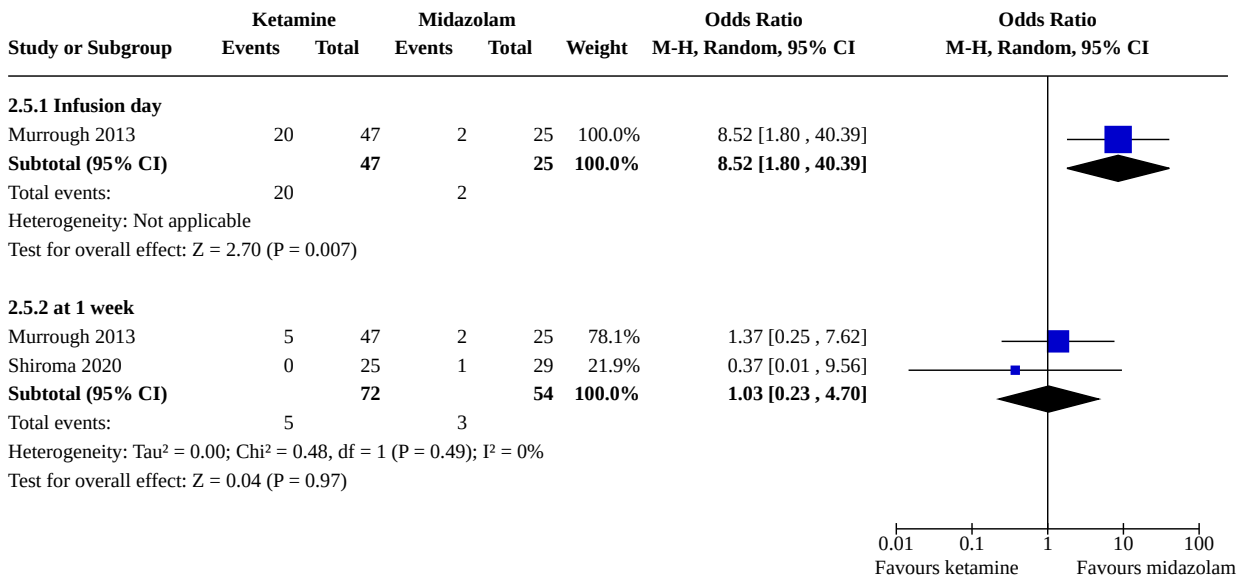 Ketamine Midazolam Odds Ratio Odds Ratio
Study or Subgroup Events Total Events Total Weight M-H, Random, 95% CI M-H, Random, 95% CI
2.5.1 Infusion day
Murrough 2013 20 47 2 25 100.0% 8.52 [1.80 , 40.39]
Subtotal (95% CI) 47 25 100.0% 8.52 [1.80 , 40.39]
Total events: 20 2
Heterogeneity: Not applicable
Test for overall effect: Z = 2.70 (P = 0.007)
2.5.2 at 1 week
Murrough 2013 5 47 2 25 78.1% 1.37 [0.25 , 7.62]
Shiroma 2020 0 25 1 29 21.9% 0.37 [0.01 , 9.56]
Subtotal (95% CI) 72 54 100.0% 1.03 [0.23 , 4.70]
Total events: 5 3
Heterogeneity: Tau² = 0.00; Chi² = 0.48, df = 1 (P = 0.49); I² = 0%
Test for overall effect: Z = 0.04 (P = 0.97)
0.01 0.1 1 10 100
Favours ketamine Favours midazolam